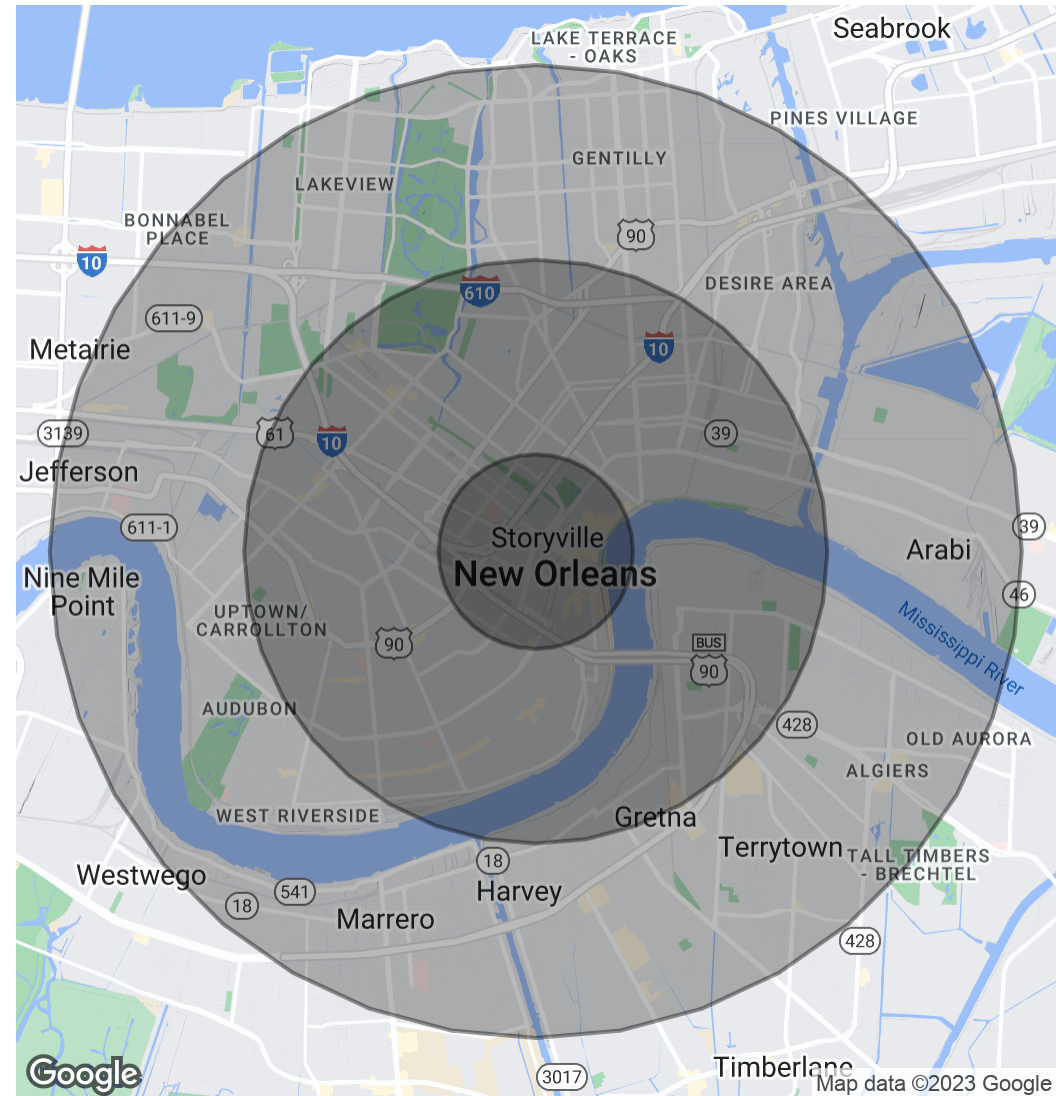 Seabrook
LAKE TERRACE
- OAKS
PINES VILLAGE
GENTILLY
LAKEVIEW
BONNABEL
PLACE
90
10
610
DESIRE AREA
611-9
10
Metairie
3139
61
10
39
Jefferson
611-1
39
Storyville
Arabi
New Orleans
Nine Mile
Point
46
UPTOWN/
CARROLLTON
Mississippi River
90
BUS
90
AUDUBON
428
OLD AURORA
ALGIERS
WEST RIVERSIDE
Gretna
Terrytown
TALL TIMBERS
- BRECHTEL
18
Westwego
541
Harvey
18
Marrero
428
Google
3017
Timberlane
Map data ©2023 Google